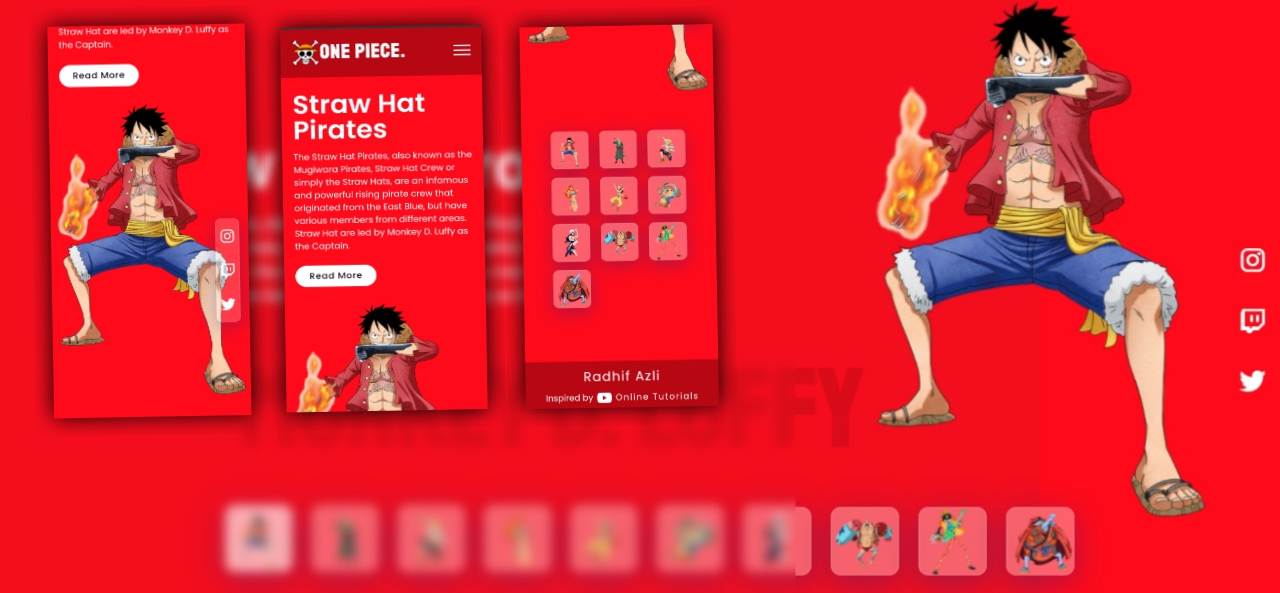 Straw Hat are led by Monkey D. Luffy as
the Captain.
Read More
ONE PIECE.
Straw Hat
Pirates
The Straw Hat Pirates, also known as the
Mugiwara Pirates, Straw Hat Crew or
simply the Straw Hats, are an infamous
and powerful rising pirate crew that
originated from the East Blue, but have
various members from different areas.
Straw Hat are led by Monkey D. Luffy as
the Captain.
Read More
Radhif Azli
Inspired by Online Tutorials
MONKEY D. LUFFY